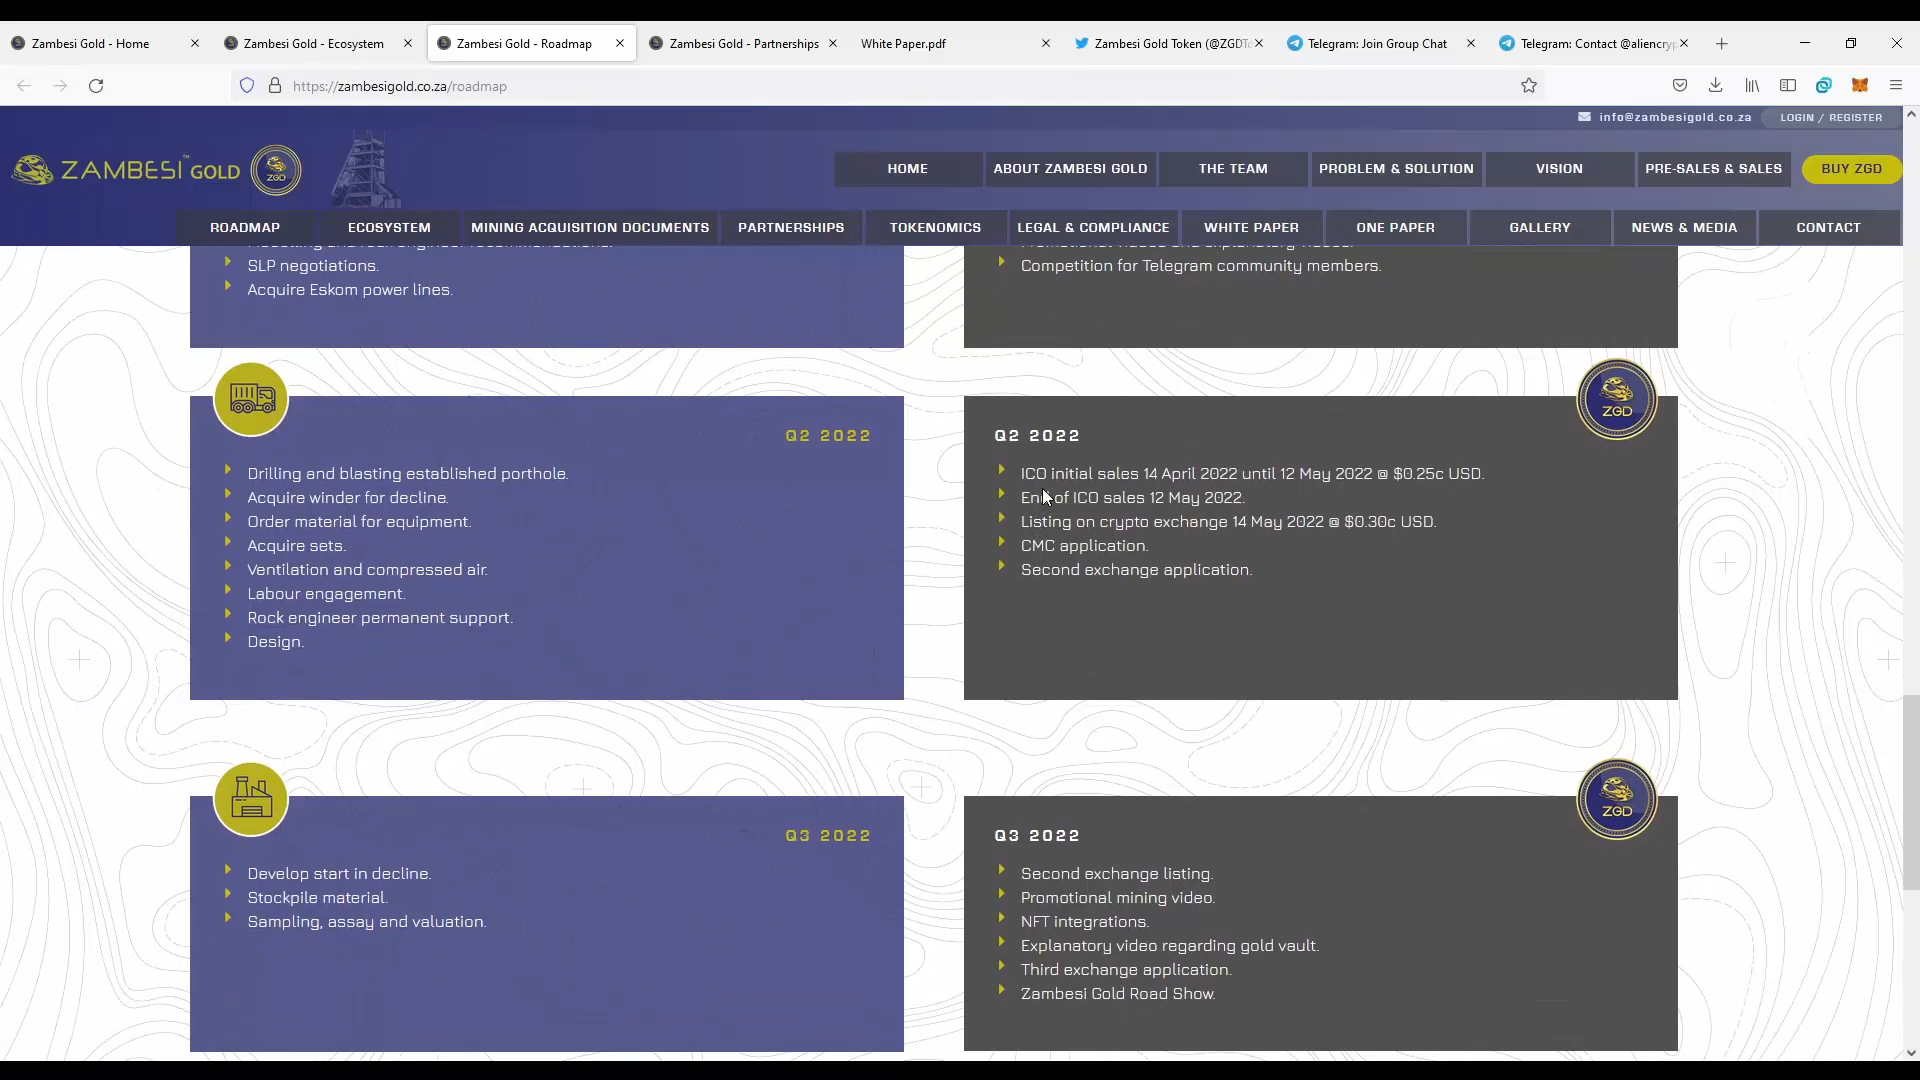 Zambesi Gold - Home
Zambesi Gold - Ecosystem
Zambesi Gold - Roadmap
Zambesi Gold - Partnerships
White Paper.pdf
Zambesi Gold Token (@ZGDTo
Telegram: Join Group Chat
Telegram: Contact @aliencryp
https://zambesigold.co.za/roadmap
info@zambesigold.co.za
LOGIN / REGISTER
ZAMBESI™ GOLD
ZGD
HOME
ABOUT ZAMBESI GOLD
THE TEAM
PROBLEM & SOLUTION
VISION
PRE-SALES & SALES
BUY ZGD
ROADMAP
ECOSYSTEM
MINING ACQUISITION DOCUMENTS
PARTNERSHIPS
TOKENOMICS
LEGAL & COMPLIANCE
WHITE PAPER
ONE PAPER
GALLERY
NEWS & MEDIA
CONTACT
SLP negotiations.
Acquire Eskom power lines.
Competition for Telegram community members.
Q2 2022
Drilling and blasting established porthole.
Acquire winder for decline.
Order material for equipment.
Acquire sets.
Ventilation and compressed air.
Labour engagement.
Rock engineer permanent support.
Design.
ZGD
Q2 2022
ICO initial sales 14 April 2022 until 12 May 2022 @ $0.25c USD.
End of ICO sales 12 May 2022.
Listing on crypto exchange 14 May 2022 @ $0.30c USD.
CMC application.
Second exchange application.
Q3 2022
Develop start in decline.
Stockpile material.
Sampling, assay and valuation.
ZGD
Q3 2022
Second exchange listing.
Promotional mining video.
NFT integrations.
Explanatory video regarding gold vault.
Third exchange application.
Zambesi Gold Road Show.